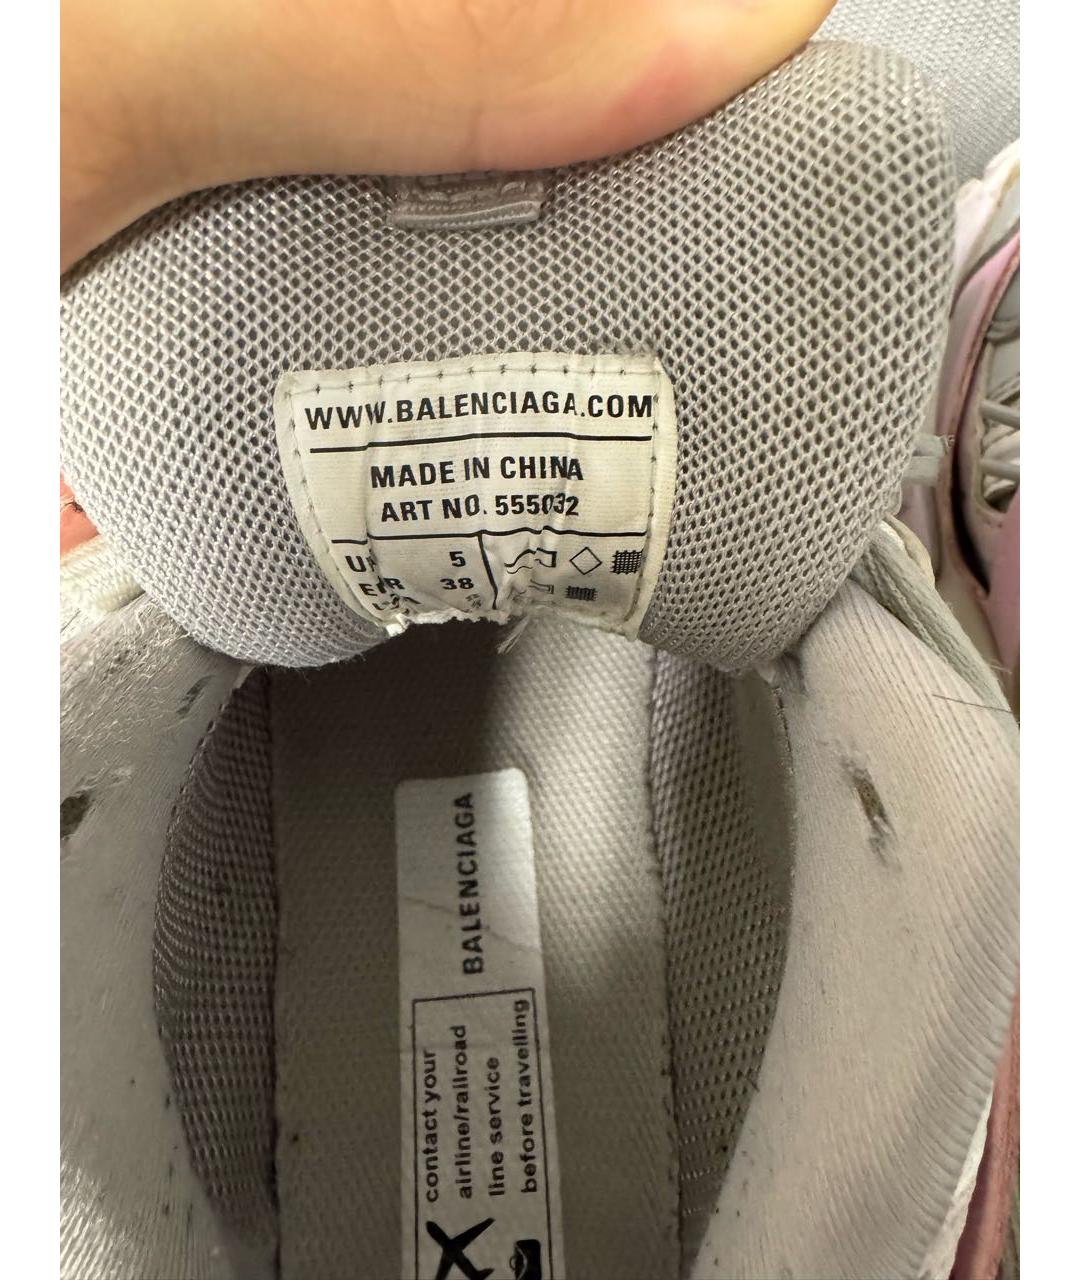 WWW.BALENCIAGA.COM
MADE IN CHINA
ART NO. 555032
5
EUR 38
BALENCIAGA
contact your
airline/railroad
line service
before travelling